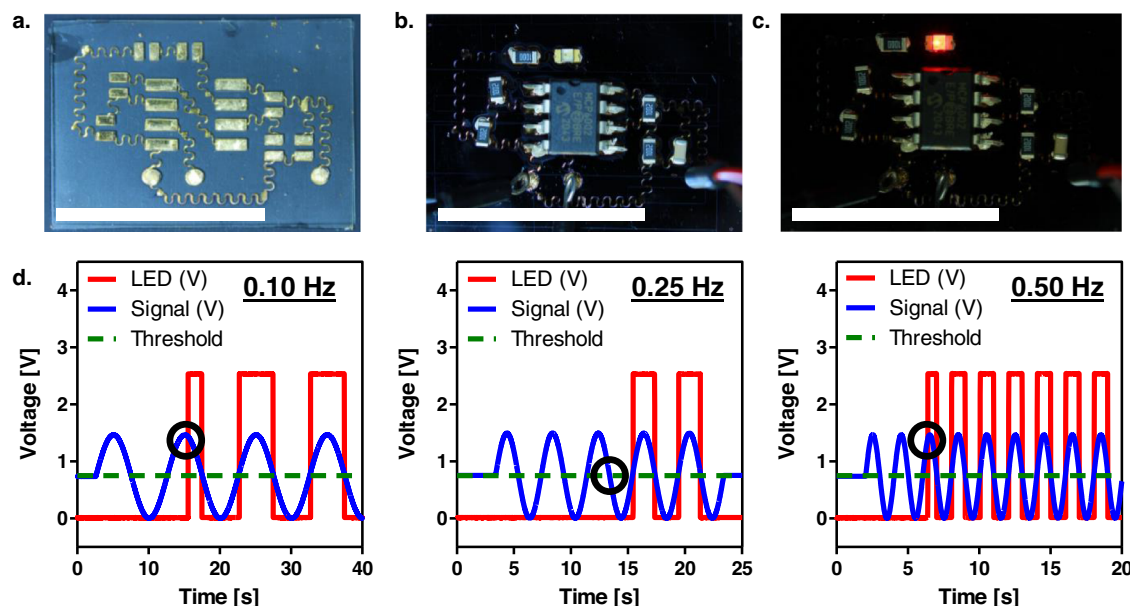 a.
b.
c.
d.
LED (V)
Signal (V)
Threshold
0.10 Hz
Voltage [V]
4
3
2
1
0
0
10
20
30
40
Time [s]
LED (V)
Signal (V)
Threshold
0.25 Hz
Voltage [V]
4
3
2
1
0
0
5
10
15
20
25
Time [s]
LED (V)
Signal (V)
Threshold
0.50 Hz
Voltage [V]
4
3
2
1
0
0
5
10
15
20
Time [s]